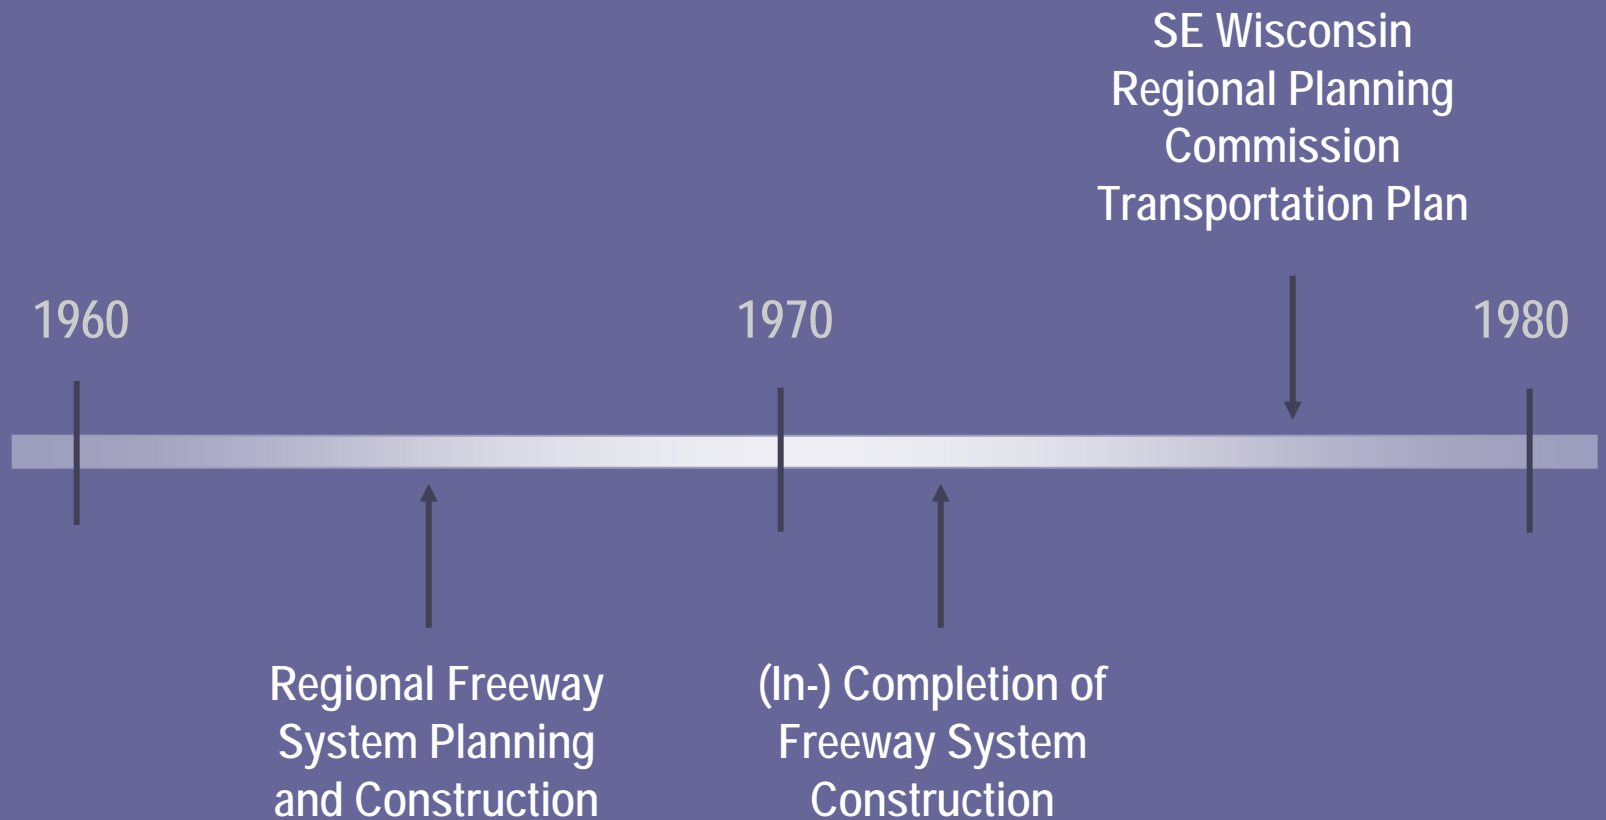 SE Wisconsin
Regional Planning
Commission
Transportation Plan
1960
1970
1980
Regional Freeway
System Planning
and Construction
(In-) Completion of
Freeway System
Construction